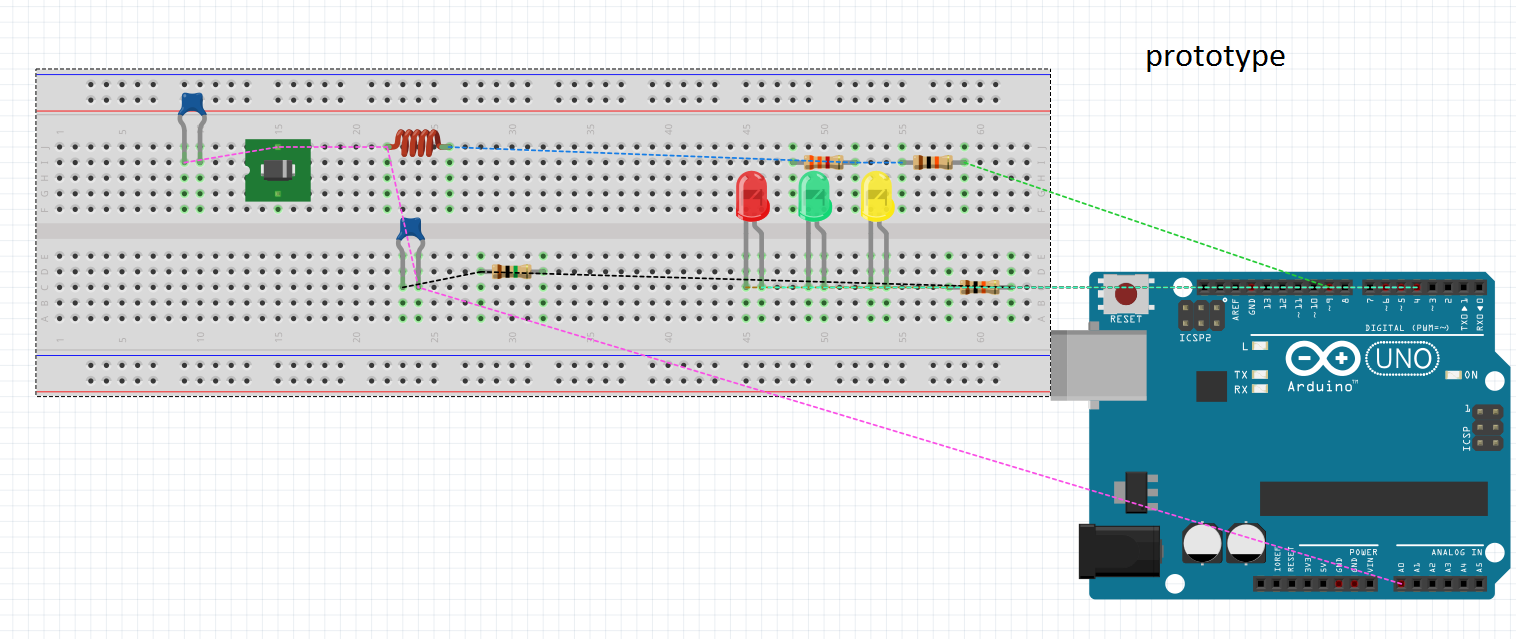 prototype
1 5 10 15 20 25 30 35 40 45 50 55 60
J
I
H
G
F
E
D
C
B
A
1 5 10 15 20 25 30 35 40 45 50 55 60
RESET
ICSP2
AREF
GND
13
12
~11
~10
~9
8
7
~6
~5
4
~3
2
TXO▶1
RXO◀0
DIGITAL (PWM=~)
L
TX
RX
UNO
Arduino™
ON
1
ICSP
POWER
ANALOG IN
IOREF
RESET
3V3
5V
GND
GND
VIN
A0
A1
A2
A3
A4
A5